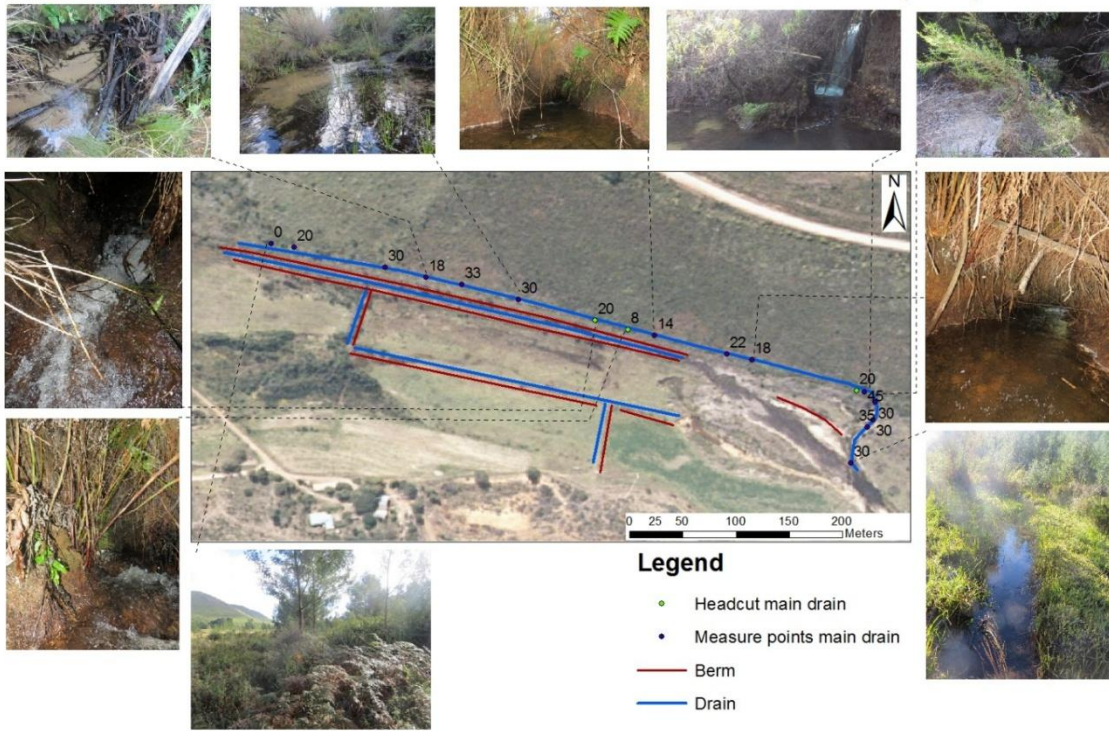 N
0
20
30
18
33
30
20
8
14
22
18
20
45
30
35
30
30
0 25 50 100 150 200
Meters
Legend
Headcut main drain
Measure points main drain
Berm
Drain